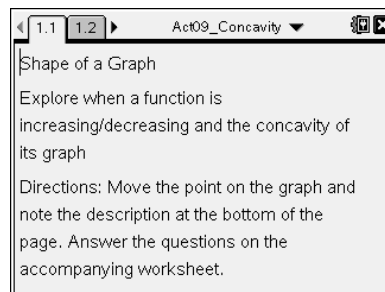 1.1 1.2 Act09_Concavity
Shape of a Graph
Explore when a function is
increasing/decreasing and the concavity of
its graph
Directions: Move the point on the graph and
note the description at the bottom of the
page. Answer the questions on the
accompanying worksheet.